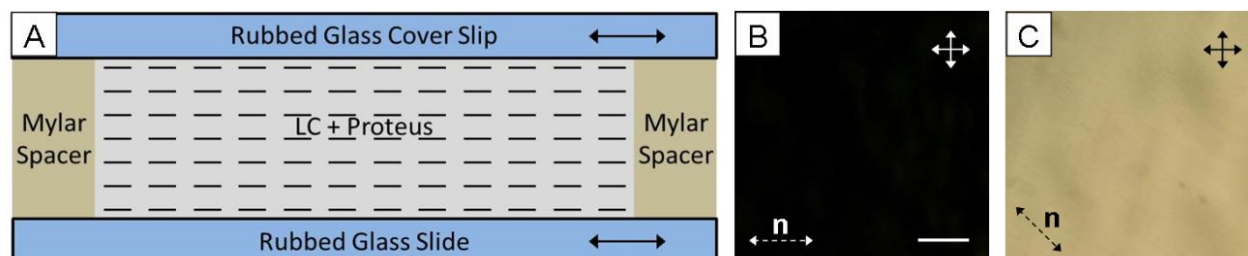 A
Rubbed Glass Cover Slip
Mylar
Spacer
LC + Proteus
Mylar
Spacer
Rubbed Glass Slide
B
n
C
n